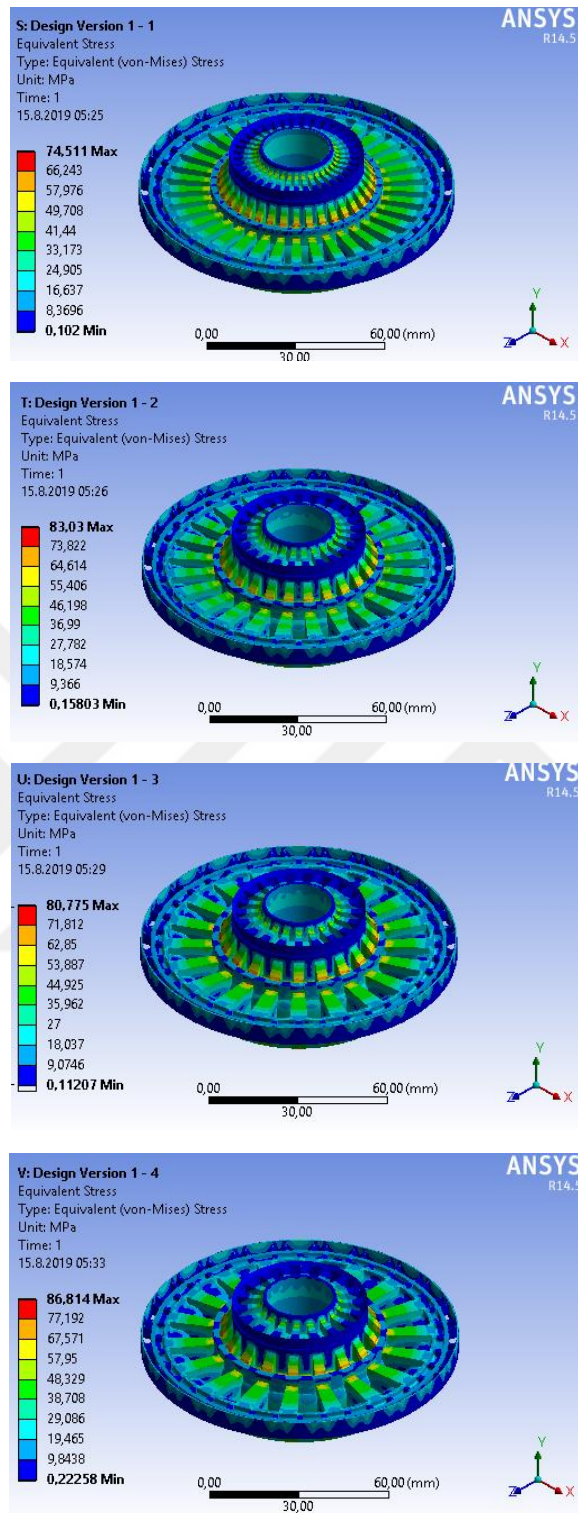 S: Design Version 1 - 1
Equivalent Stress
Type: Equivalent (von-Mises) Stress
Unit: MPa
Time: 1
15.8.2019 05:25
ANSYS
R14.5
74,511 Max
66,243
57,976
49,708
41,44
33,173
24,905
16,637
8,3696
0,102 Min
0,00
60,00 (mm)
30,00
Y
Z
X
T: Design Version 1 - 2
Equivalent Stress
Type: Equivalent (von-Mises) Stress
Unit: MPa
Time: 1
15.8.2019 05:26
ANSYS
R14.5
83,03 Max
73,822
64,614
55,406
46,198
36,99
27,782
18,574
9,366
0,15803 Min
0,00
60,00 (mm)
30,00
Y
Z
X
U: Design Version 1 - 3
Equivalent Stress
Type: Equivalent (von-Mises) Stress
Unit: MPa
Time: 1
15.8.2019 05:29
ANSYS
R14.5
80,775 Max
71,812
62,85
53,887
44,925
35,962
27
18,037
9,0746
0,11207 Min
0,00
60,00 (mm)
30,00
Y
Z
X
V: Design Version 1 - 4
Equivalent Stress
Type: Equivalent (von-Mises) Stress
Unit: MPa
Time: 1
15.8.2019 05:33
ANSYS
R14.5
86,814 Max
77,192
67,571
57,95
48,329
38,708
29,086
19,465
9,8438
0,22258 Min
0,00
60,00 (mm)
30,00
Y
Z
X